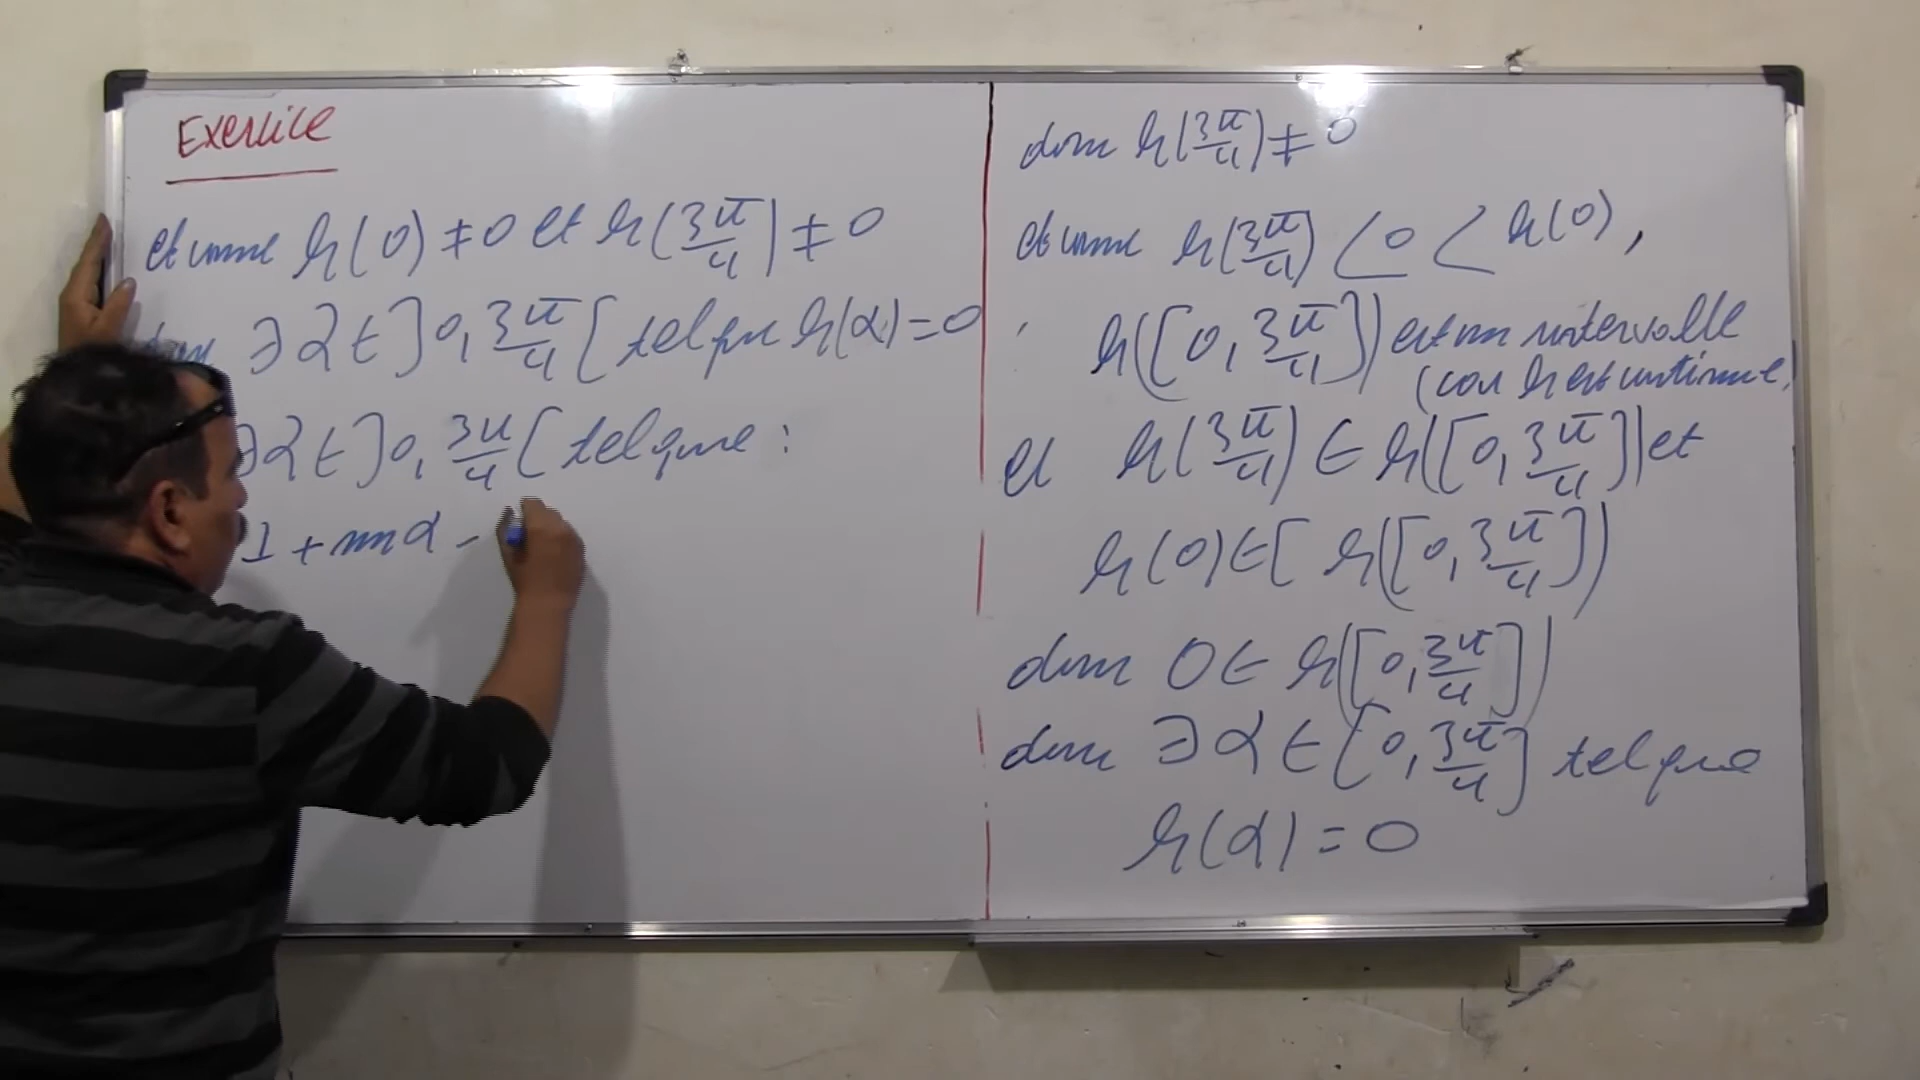 Exercice
et comme h(0) ≠ 0 et h(3π/4) ≠ 0
∃ α ∈ ]0, 3π/4[ tel que h(α) = 0
∃ α ∈ ]0, 3π/4[ tel que :
1 + sin α -
donc h(3π/4) ≠ 0
et comme h(3π/4) < 0 < h(0),
h([0, 3π/4]) est un intervalle
(car h est continue)
et h(3π/4) ∈ h([0, 3π/4]) et
h(0) ∈ [ h([0, 3π/4])
donc 0 ∈ h([0, 3π/4])
donc ∃ α ∈ [0, 3π/4] tel que
h(α) = 0